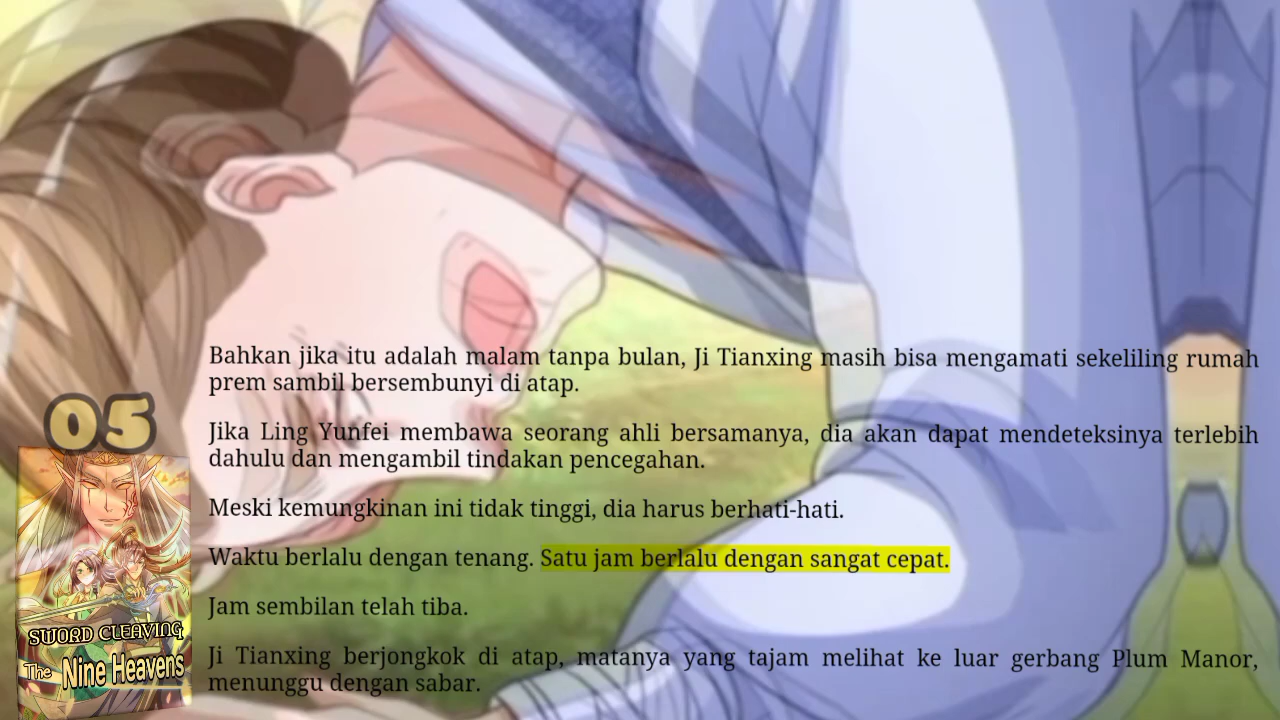 Bahkan jika itu adalah malam tanpa bulan, Ji Tianxing masih bisa mengamati sekeliling rumah
prem sambil bersembunyi di atap.
Jika Ling Yunfei membawa seorang ahli bersamanya, dia akan dapat mendeteksinya terlebih
dahulu dan mengambil tindakan pencegahan.
Meski kemungkinan ini tidak tinggi, dia harus berhati-hati.
Waktu berlalu dengan tenang. Satu jam berlalu dengan sangat cepat.
Jam sembilan telah tiba.
Ji Tianxing berjongkok di atap, matanya yang tajam melihat ke luar gerbang Plum Manor,
menunggu dengan sabar.
05
SWORD CLEAVING
The Nine Heavens